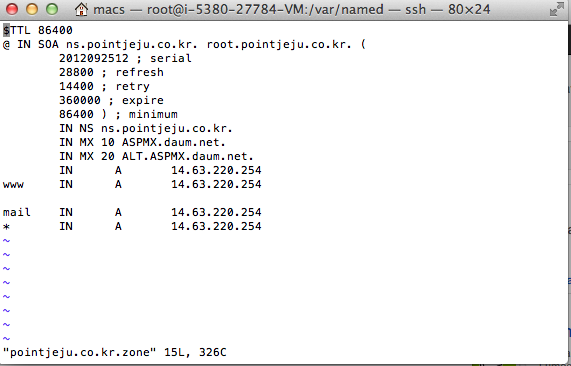 macs — root@i-5380-27784-VM:/var/named — ssh — 80×24
$TTL 86400
@ IN SOA ns.pointjeju.co.kr. root.pointjeju.co.kr. (
2012092512 ; serial
28800 ; refresh
14400 ; retry
360000 ; expire
86400 ) ; minimum
IN NS ns.pointjeju.co.kr.
IN MX 10 ASPMX.daum.net.
IN MX 20 ALT.ASPMX.daum.net.
IN A 14.63.220.254
www IN A 14.63.220.254
mail IN A 14.63.220.254
* IN A 14.63.220.254
~
~
~
~
~
~
~
~
"pointjeju.co.kr.zone" 15L, 326C